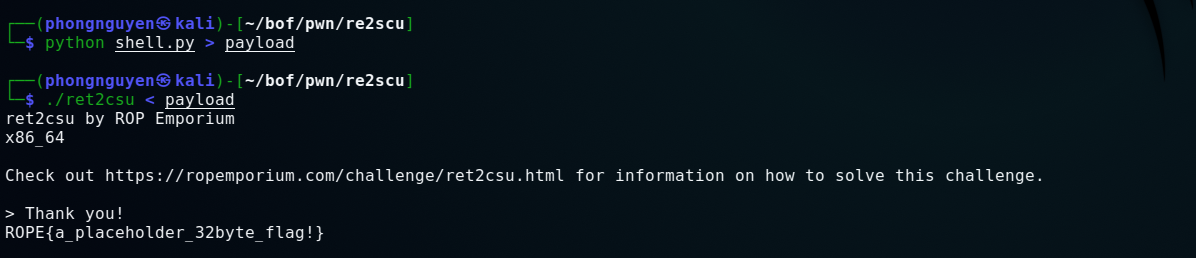 ┌──(phongnguyen㉿kali)-[~/bof/pwn/re2scu]
└─$ python shell.py > payload
┌──(phongnguyen㉿kali)-[~/bof/pwn/re2scu]
└─$ ./ret2csu < payload
ret2csu by ROP Emporium
x86_64
Check out https://ropemporium.com/challenge/ret2csu.html for information on how to solve this challenge.
> Thank you!
ROPE{a_placeholder_32byte_flag!}